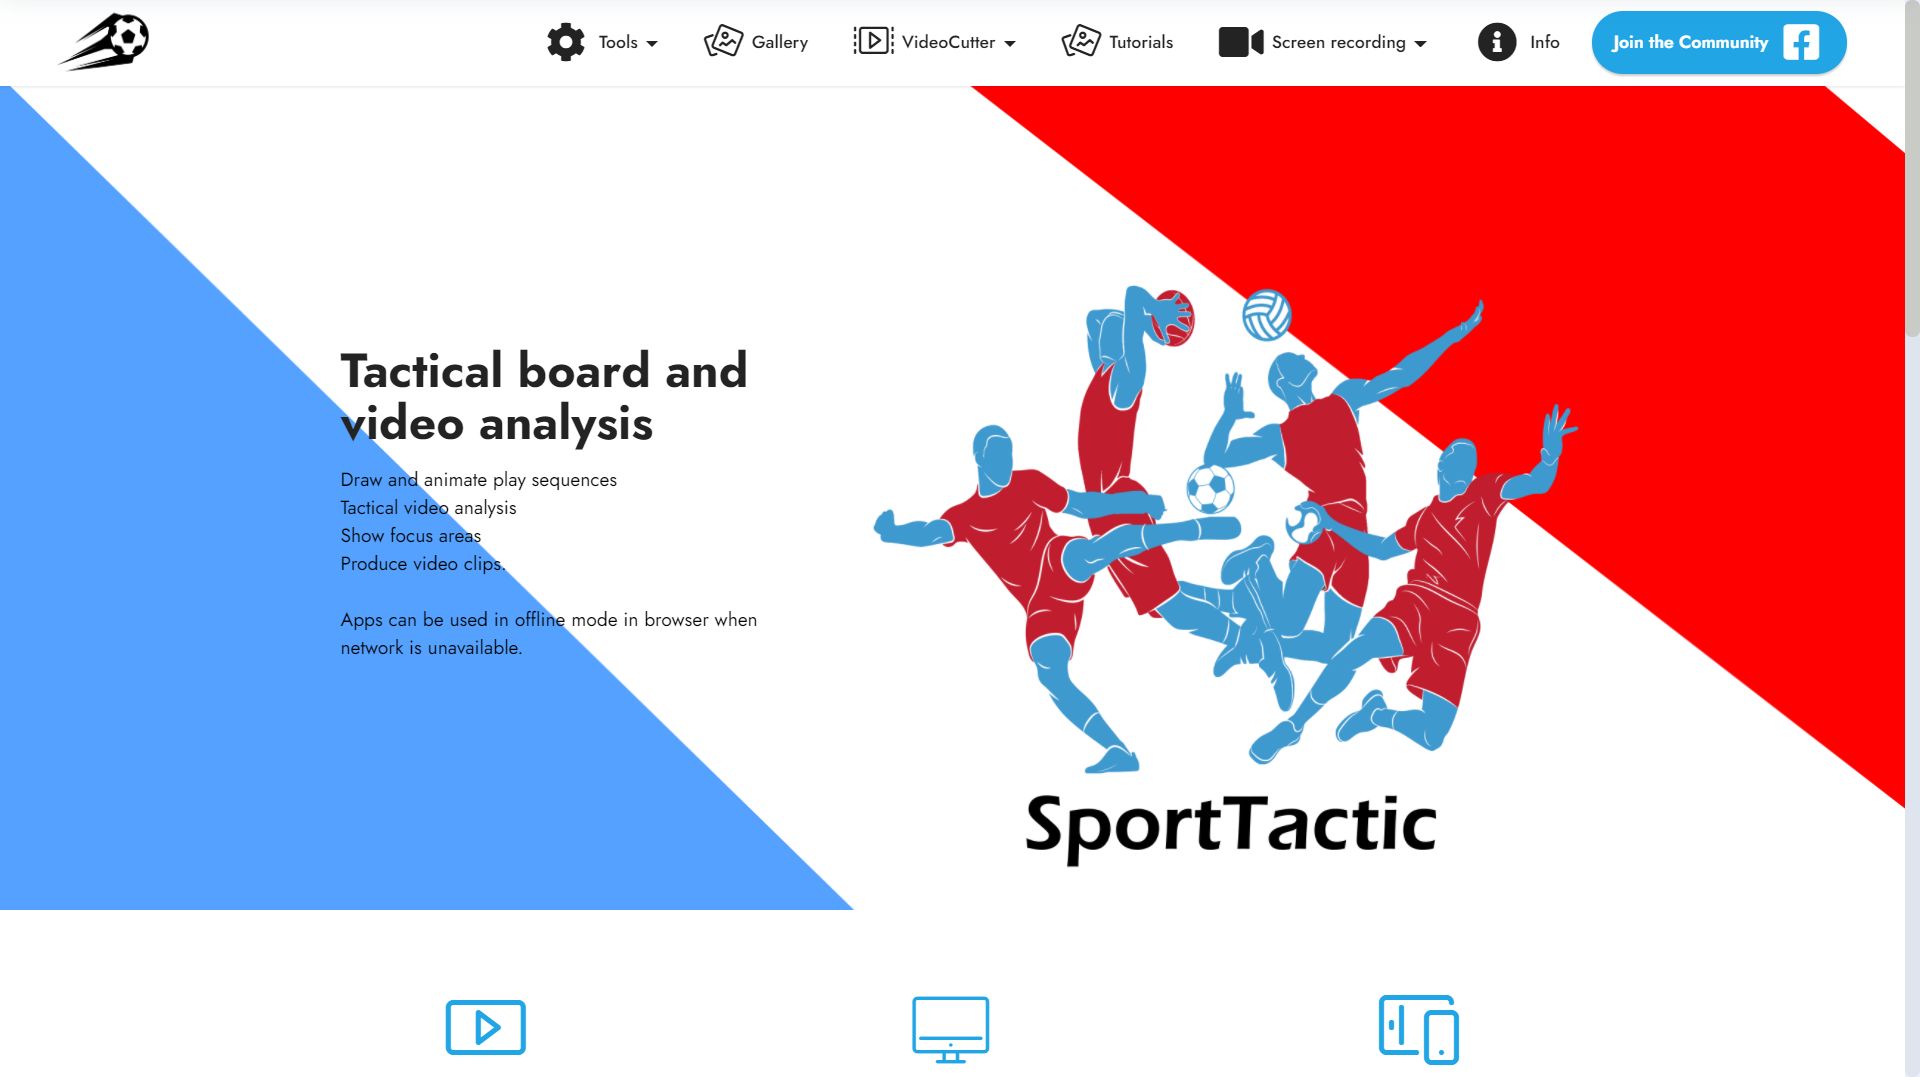 Tools
Gallery
VideoCutter
Tutorials
Screen recording
Info
Join the Community
Tactical board and
video analysis
Draw and animate play sequences
Tactical video analysis
Show focus areas
Produce video clips.
Apps can be used in offline mode in browser when
network is unavailable.
SportTactic